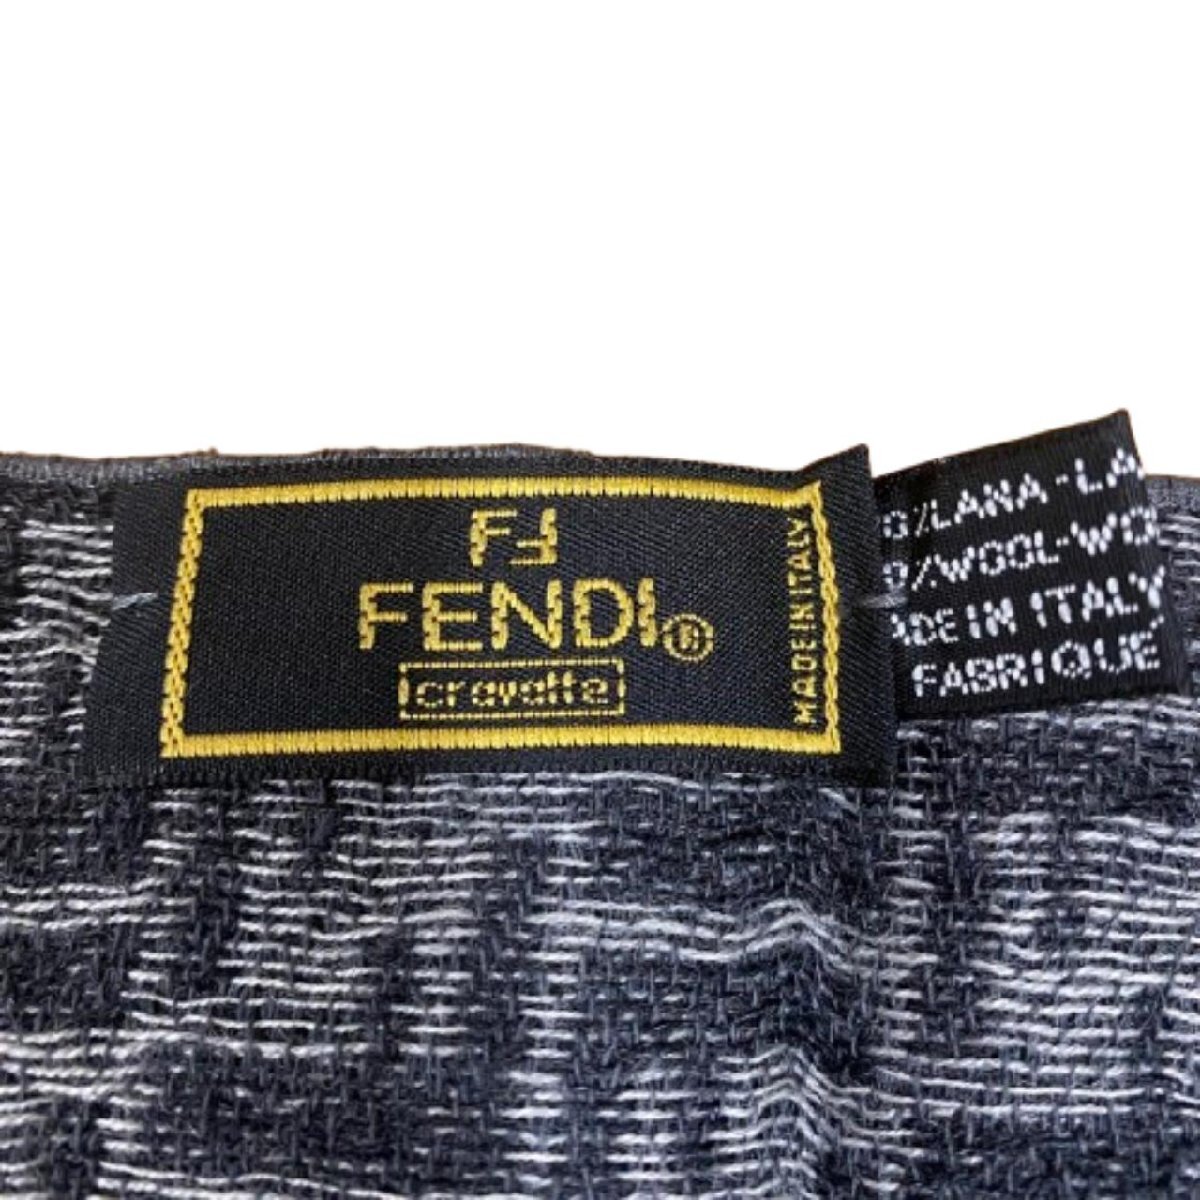 FF
FENDI®
cravatte
MADE IN ITALY
%LANA-LA
%WOOL-WO
ADE IN ITALY
FABRIQUE